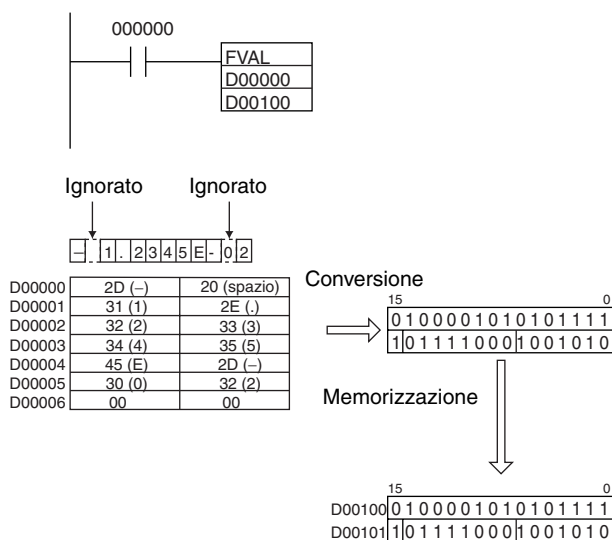 000000
FVAL
D00000
D00100
Ignorato Ignorato
– 1 . 2 3 4 5 E - 0 2
Conversione
D00000 2D (–) 20 (spazio)
D00001 31 (1) 2E (.)
D00002 32 (2) 33 (3)
D00003 34 (4) 35 (5)
D00004 45 (E) 2D (–)
D00005 30 (0) 32 (2)
D00006 00 00
15 0
0 1 0 0 0 0 1 0 1 0 1 0 1 1 1 1
1 0 1 1 1 1 0 0 0 1 0 0 1 0 1 0
Memorizzazione
15 0
D00100 0 1 0 0 0 0 1 0 1 0 1 0 1 1 1 1
D00101 1 0 1 1 1 1 0 0 0 1 0 0 1 0 1 0